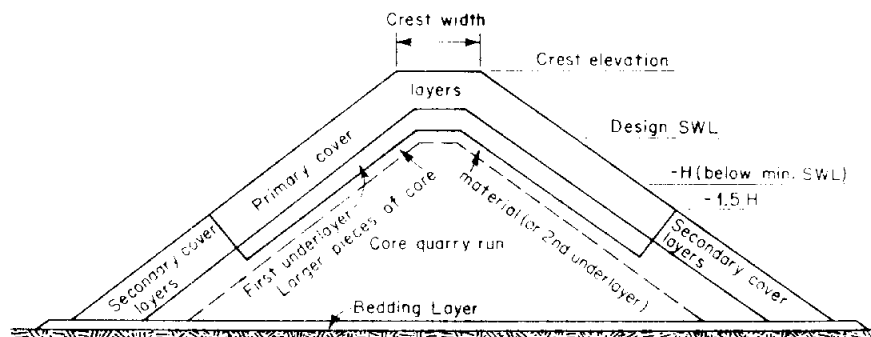 Crest width
Crest elevation
layers
Design SWL
Primary cover
-H (below min. SWL)
-1.5 H
First underlayer
Larger pieces of core
material (or 2nd underlayer)
Core quarry run
Secondary cover
layers
Secondary cover
layers
Bedding Layer